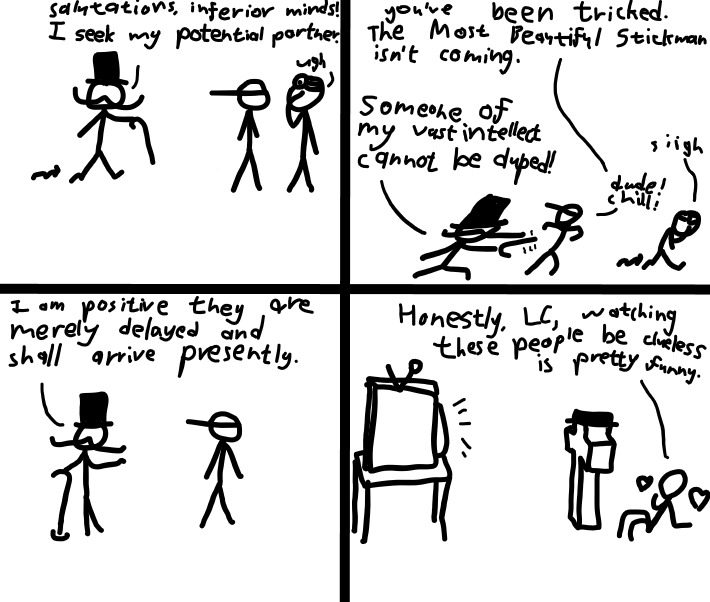 salutations, inferior minds!
I seek my potential partner.
ugh
you've been tricked.
The Most Beautiful Stickman
isn't coming.
Someone of
my vast intellect
cannot be duped!
dude!
chill!
siigh
I am positive they are
merely delayed and
shall arrive presently.
Honestly, LC, watching
these people be clueless
is pretty funny.